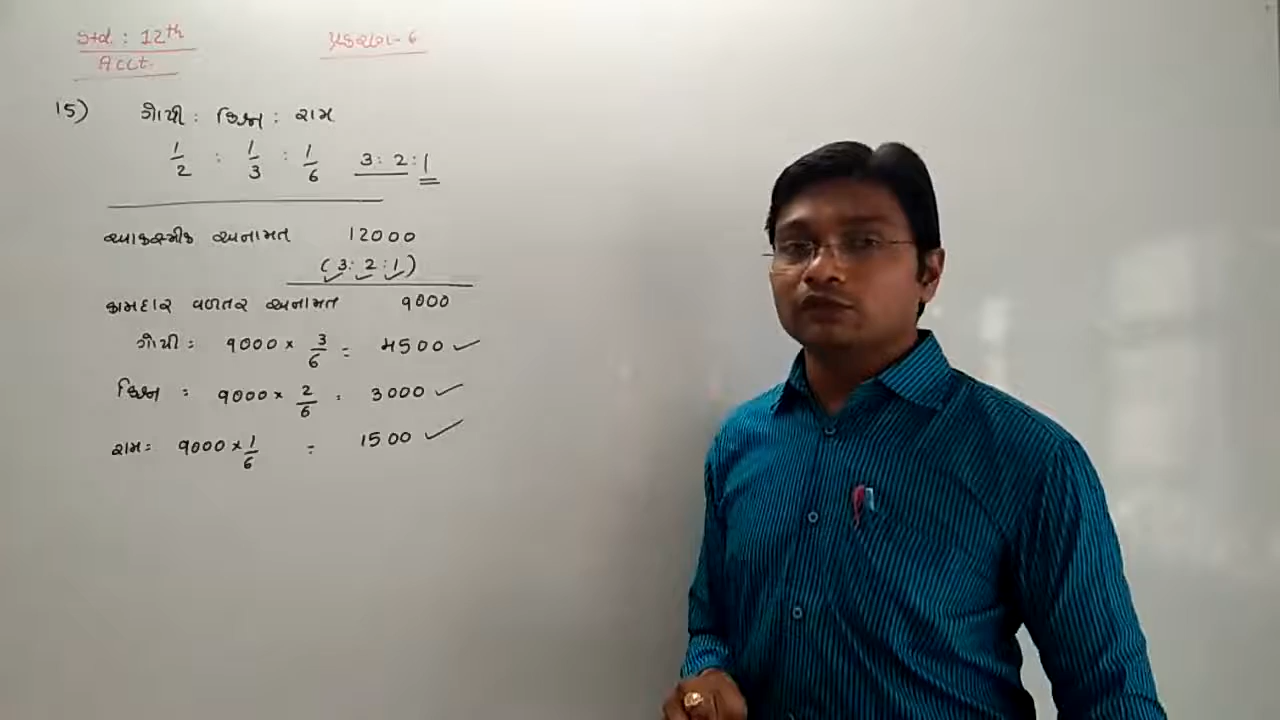 Std. : 12th
Acct.
પ્રકરણ-6
15) ગોપી : ક્રિશ્ન : રામ
1/2 : 1/3 : 1/6 3 : 2 : 1
આકસ્મીક અનામત 12000
(3 : 2 : 1)
કામદાર વળતર અનામત 9000
ગોપી : 9000 × 3/6 = 4500 ✓
ક્રિશ્ન : 9000 × 2/6 = 3000 ✓
રામ : 9000 × 1/6 = 1500 ✓